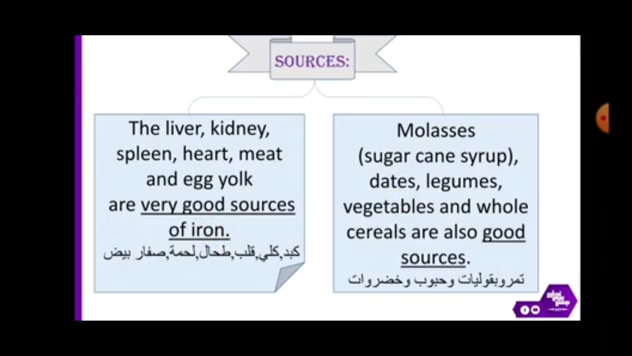 SOURCES:
The liver, kidney,
spleen, heart, meat
and egg yolk
are very good sources
of iron.
كبد,كلي,قلب,طحال,لحمة,صفار بيض
Molasses
(sugar cane syrup),
dates, legumes,
vegetables and whole
cereals are also good
sources.
تمروبقوليات وحبوب وخضروات